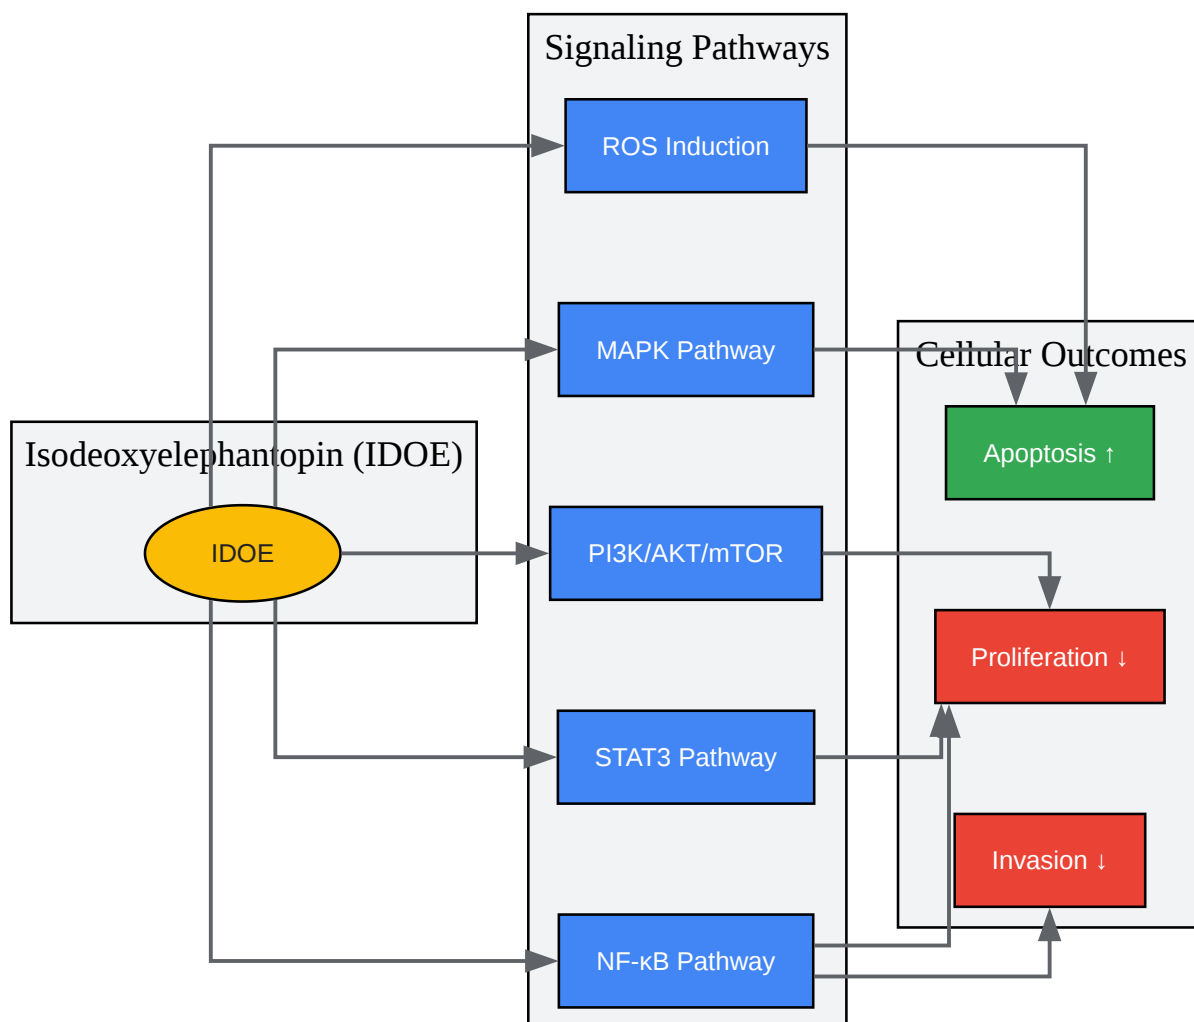 Signaling Pathways
ROS Induction
MAPK Pathway
Cellular Outcomes
Isodeoxyelephantopin (IDOE)
Apoptosis ↑
IDOE
PI3K/AKT/mTOR
Proliferation ↓
STAT3 Pathway
Invasion ↓
NF-κB Pathway